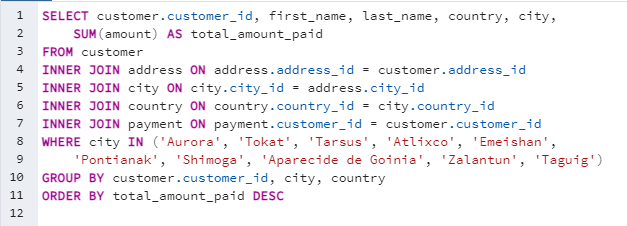 1 SELECT customer.customer_id, first_name, last_name, country, city,
2 SUM(amount) AS total_amount_paid
3 FROM customer
4 INNER JOIN address ON address.address_id = customer.address_id
5 INNER JOIN city ON city.city_id = address.city_id
6 INNER JOIN country ON country.country_id = city.country_id
7 INNER JOIN payment ON payment.customer_id = customer.customer_id
8 WHERE city IN ('Aurora', 'Tokat', 'Tarsus', 'Atlixco', 'Emeishan',
9 'Pontianak', 'Shimoga', 'Aparecide de Goinia', 'Zalantun', 'Taguig')
10 GROUP BY customer.customer_id, city, country
11 ORDER BY total_amount_paid DESC
12